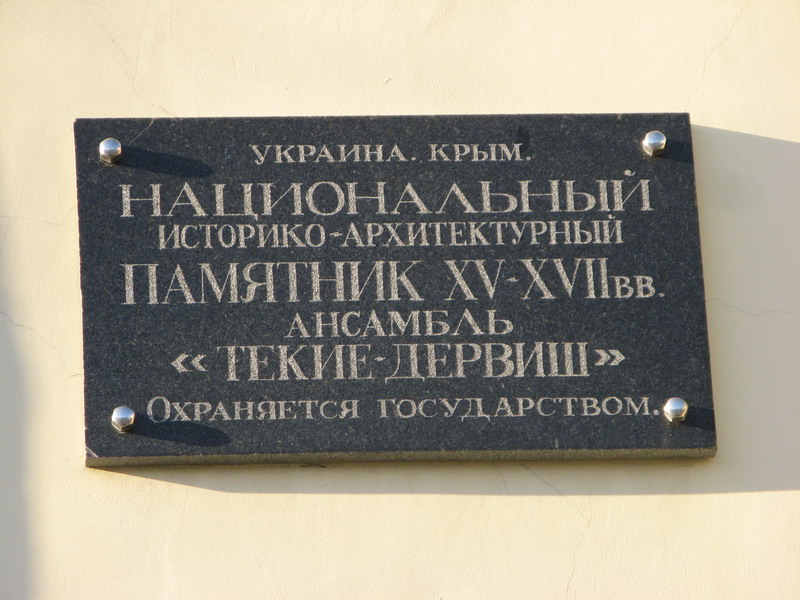 УКРАИНА. КРЫМ.
НАЦИОНАЛЬНЫЙ
ИСТОРИКО-АРХИТЕКТУРНЫЙ
ПАМЯТНИК XV-XVIIвв.
АНСАМБЛЬ
«ТЕКИЕ-ДЕРВИШ»
ОХРАНЯЕТСЯ ГОСУДАРСТВОМ.